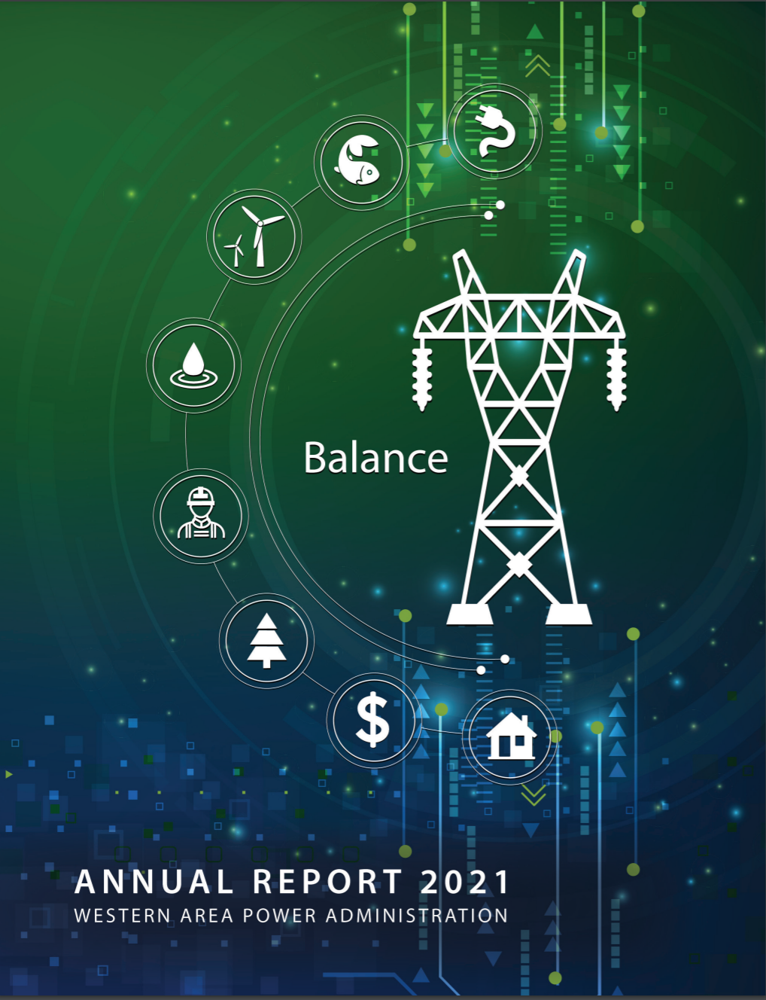 Balance
ANNUAL REPORT 2021
WESTERN AREA POWER ADMINISTRATION